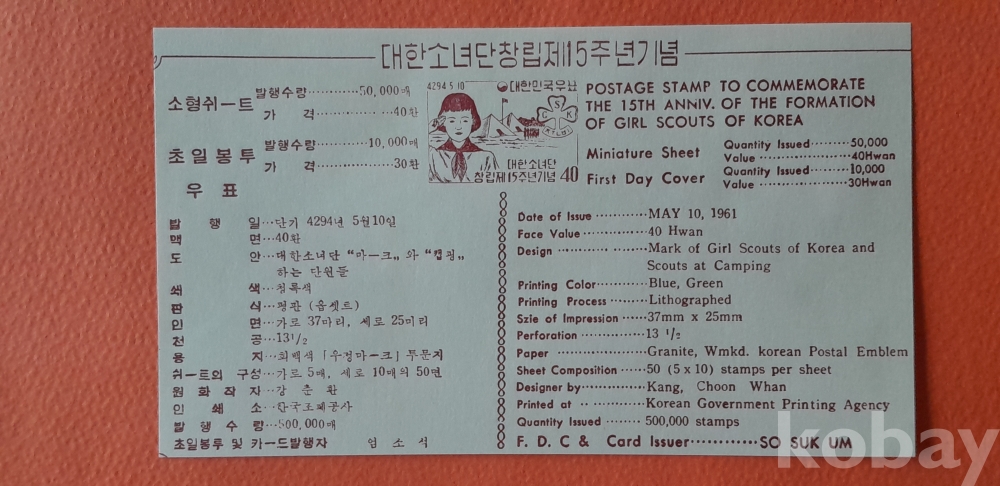 대한소녀단창립제15주년기념
소형쉬-트 발행수량············50,000매
가 격·················40환
초일봉투 발행수량··········10,000매
가 격·················30환
우 표
4294.5.10 대한민국우표
대한소녀단
창립제15주년기념 40
POSTAGE STAMP TO COMMEMORATE
THE 15TH ANNIV. OF THE FORMATION
OF GIRL SCOUTS OF KOREA
Miniature Sheet Quantity Issued········50,000
Value ···············40Hwan
First Day Cover Quantity Issued········10,000
Value ···············30Hwan
발 행 일···단기 4294년 5월10일
액 면···40환
도 안···대한소녀단 “마-크„ 와 “캠핑„
하는 단원들
쇄 색···청록색
판 식···평판 (옵셋트)
인 면···가로 37미리, 세로 25미리
천 공···13½
용 지···회백색 「우정마-크」 투문지
쉬-트의 구성···가로 5매, 세로 10매의 50면
원 화 작 자···강 춘 환
인 쇄 소···한국조폐공사
발 행 수 량···500,000매
초일봉투 및 카-드발행자 엄 소 석
Date of Issue ············MAY 10, 1961
Face Value ··············40 Hwan
Design ·····················Mark of Girl Scouts of Korea and
Scouts at Camping
Printing Color············Blue, Green
Printing Process ·········Lithographed
Szie of Impression ······37mm x 25mm
Perforation ···············13 ½
Paper ······················Granite, Wmkd. korean Postal Emblem
Sheet Composition ······50 (5 x 10) stamps per sheet
Designer by···············Kang, Choon Whan
Printed at ·· ············Korean Government Printing Agency
Quantity Issued ········500,000 stamps
F. D. C & Card Issuer············SO SUK UM
kobay